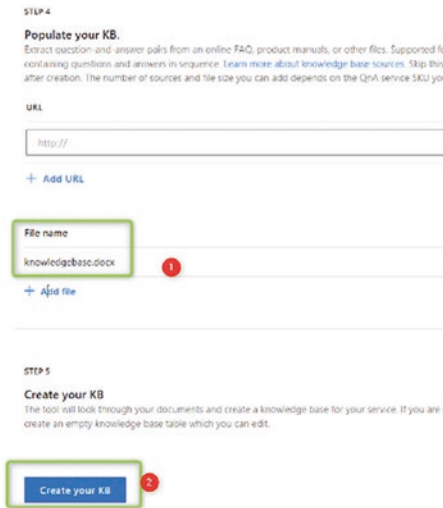 STEP 4
Populate your KB.
Extract question-and-answer pairs from an online FAQ, product manuals, or other files. Supported
containing questions and answers in sequence. Learn more about knowledge base sources. Skip this
after creation. The number of sources and file size you can add depends on the QnA service SKU
URL
http://
+ Add URL
File name
knowledgebase.docx
1
+ Add file
STEP 5
Create your KB
The tool will look through your documents and create a knowledge base for your service. If you are
create an empty knowledge base table which you can edit.
Create your KB
2